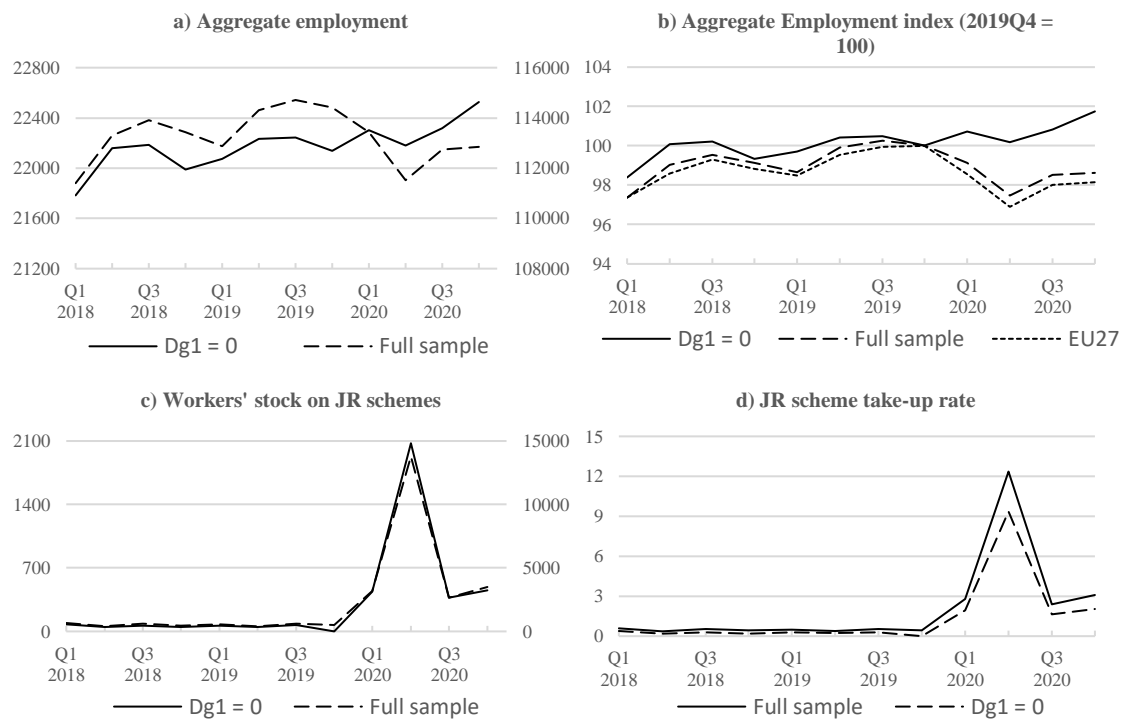 a) Aggregate employment
22800
22400
22000
21600
21200
116000
114000
112000
110000
108000
Q1 Q3 Q1 Q3 Q1 Q3
2018 2018 2019 2019 2020 2020
Dg1 = 0 Full sample
b) Aggregate Employment index (2019Q4 =
100)
104
102
100
98
96
94
Q1 Q3 Q1 Q3 Q1 Q3
2018 2018 2019 2019 2020 2020
Dg1 = 0 Full sample EU27
c) Workers' stock on JR schemes
2100
1400
700
0
15000
10000
5000
0
Q1 Q3 Q1 Q3 Q1 Q3
2018 2018 2019 2019 2020 2020
Dg1 = 0 Full sample
d) JR scheme take-up rate
15
12
9
6
3
0
Q1 Q3 Q1 Q3 Q1 Q3
2018 2018 2019 2019 2020 2020
Full sample Dg1 = 0